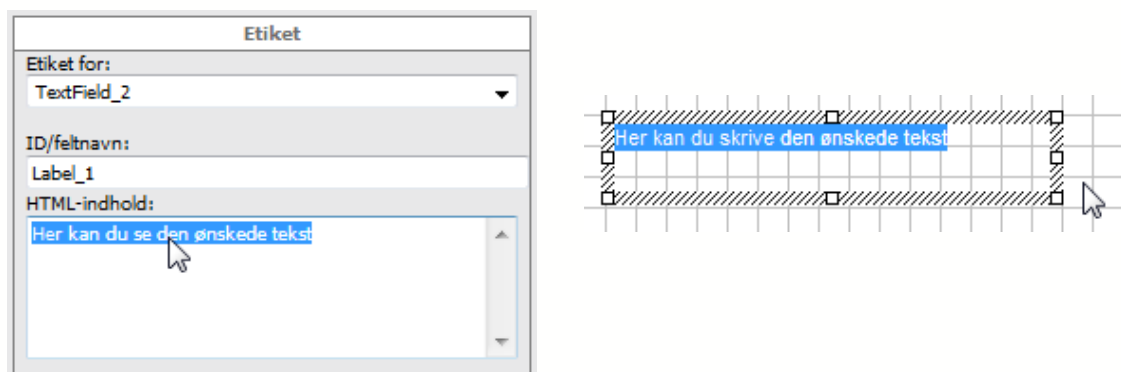 Etiket
Etiket for:
TextField_2
ID/feltnavn:
Label_1
HTML-indhold:
Her kan du se den ønskede tekst
Her kan du skrive den ønskede tekst